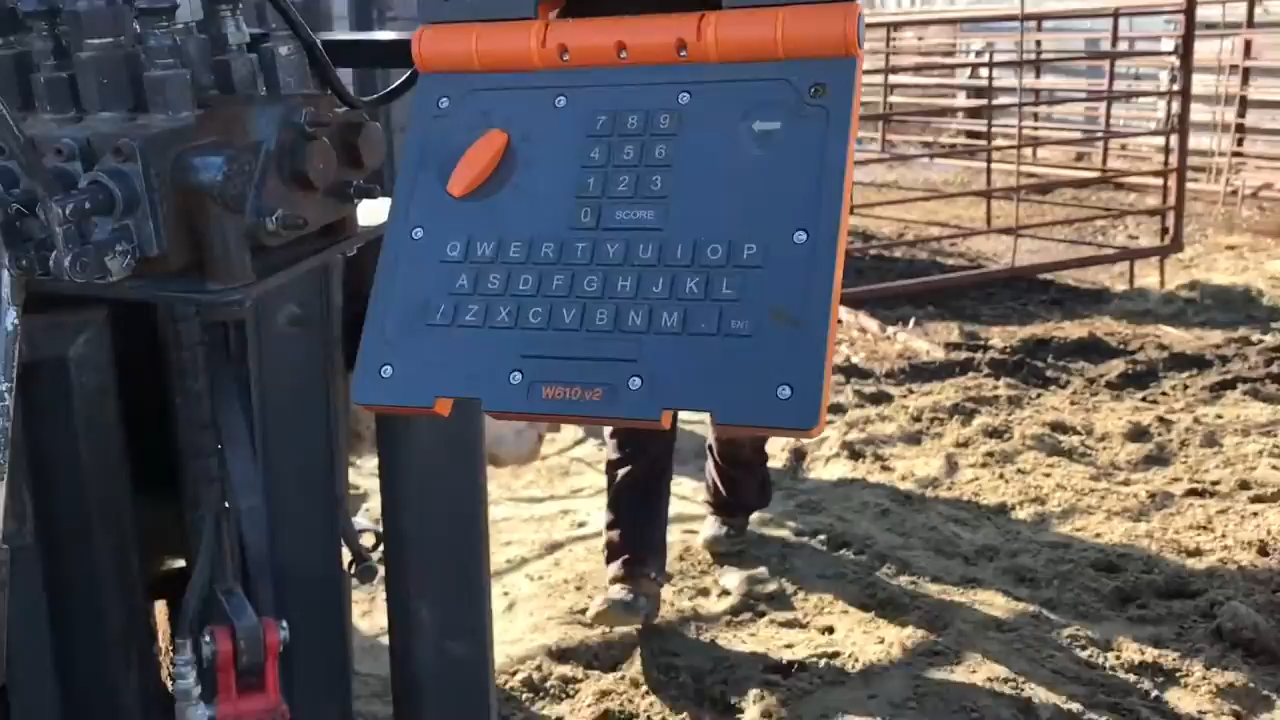 7 8 9
4 5 6
1 2 3
0 SCORE
Q W E R T Y U I O P
A S D F G H J K L
/ Z X C V B N M . ENT
W610 v2